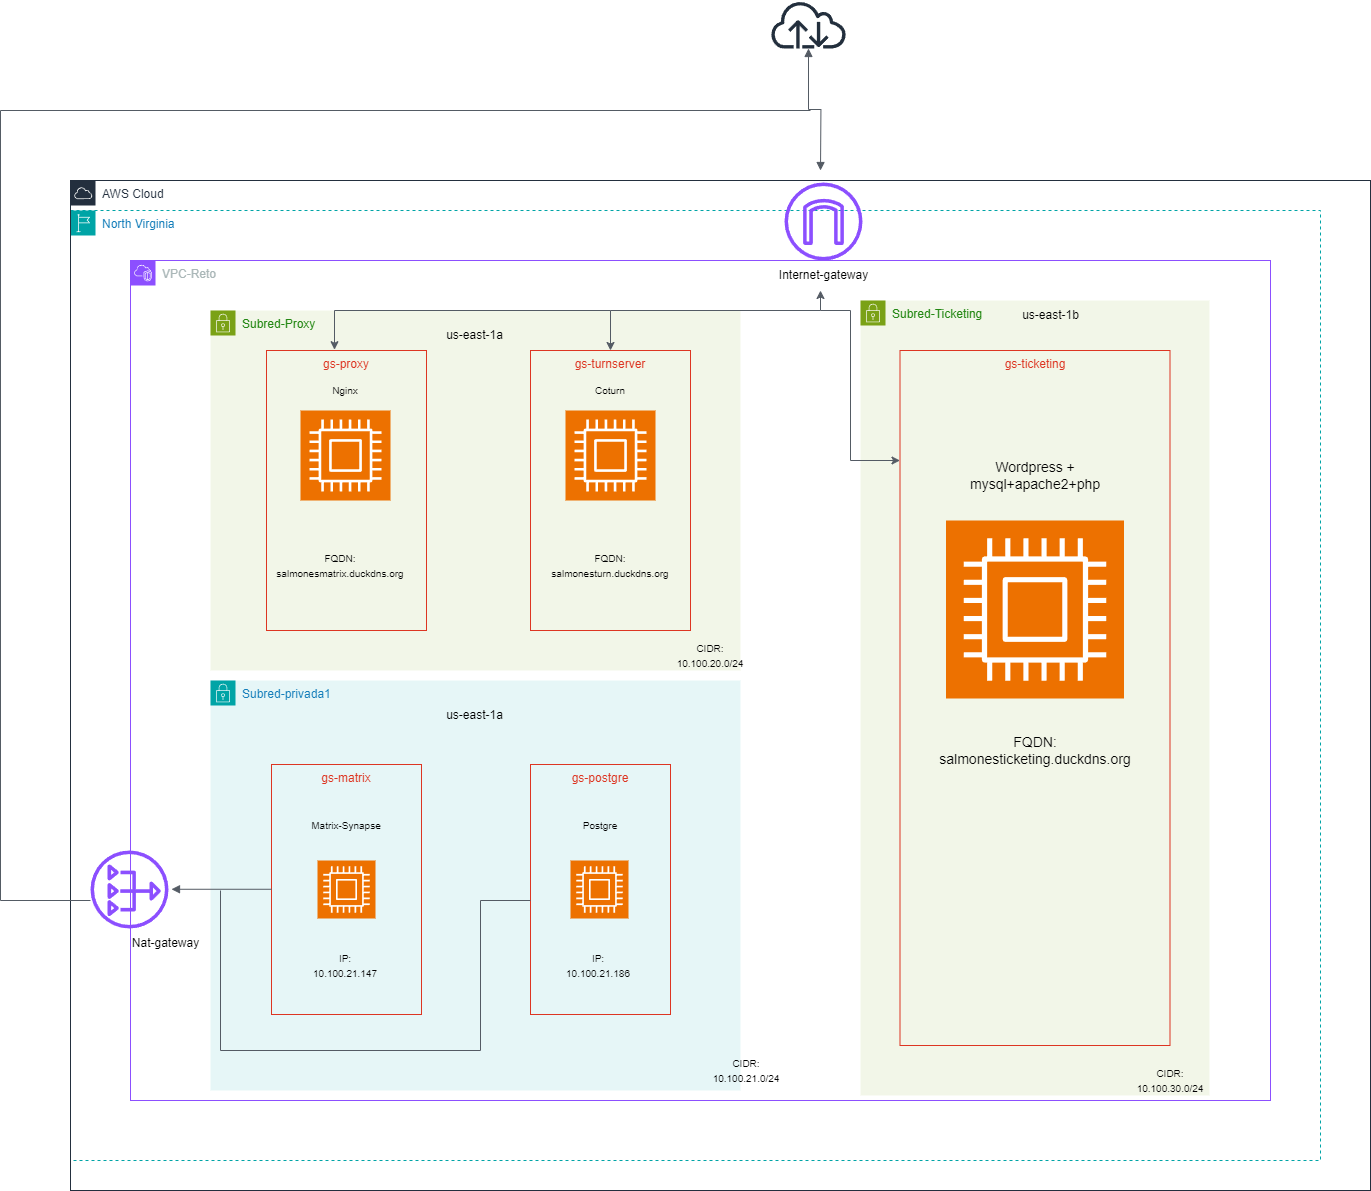 AWS Cloud
North Virginia
Internet-gateway
VPC-Reto
Subred-Proxy
us-east-1a
gs-proxy
Nginx
FQDN:
salmonesmatrix.duckdns.org
gs-turnserver
Coturn
FQDN:
salmonesturn.duckdns.org
CIDR:
10.100.20.0/24
Subred-Ticketing
us-east-1b
gs-ticketing
Wordpress +
mysql+apache2+php
FQDN:
salmonesticketing.duckdns.org
CIDR:
10.100.30.0/24
Subred-privada1
us-east-1a
gs-matrix
Matrix-Synapse
IP:
10.100.21.147
gs-postgre
Postgre
IP:
10.100.21.186
CIDR:
10.100.21.0/24
Nat-gateway